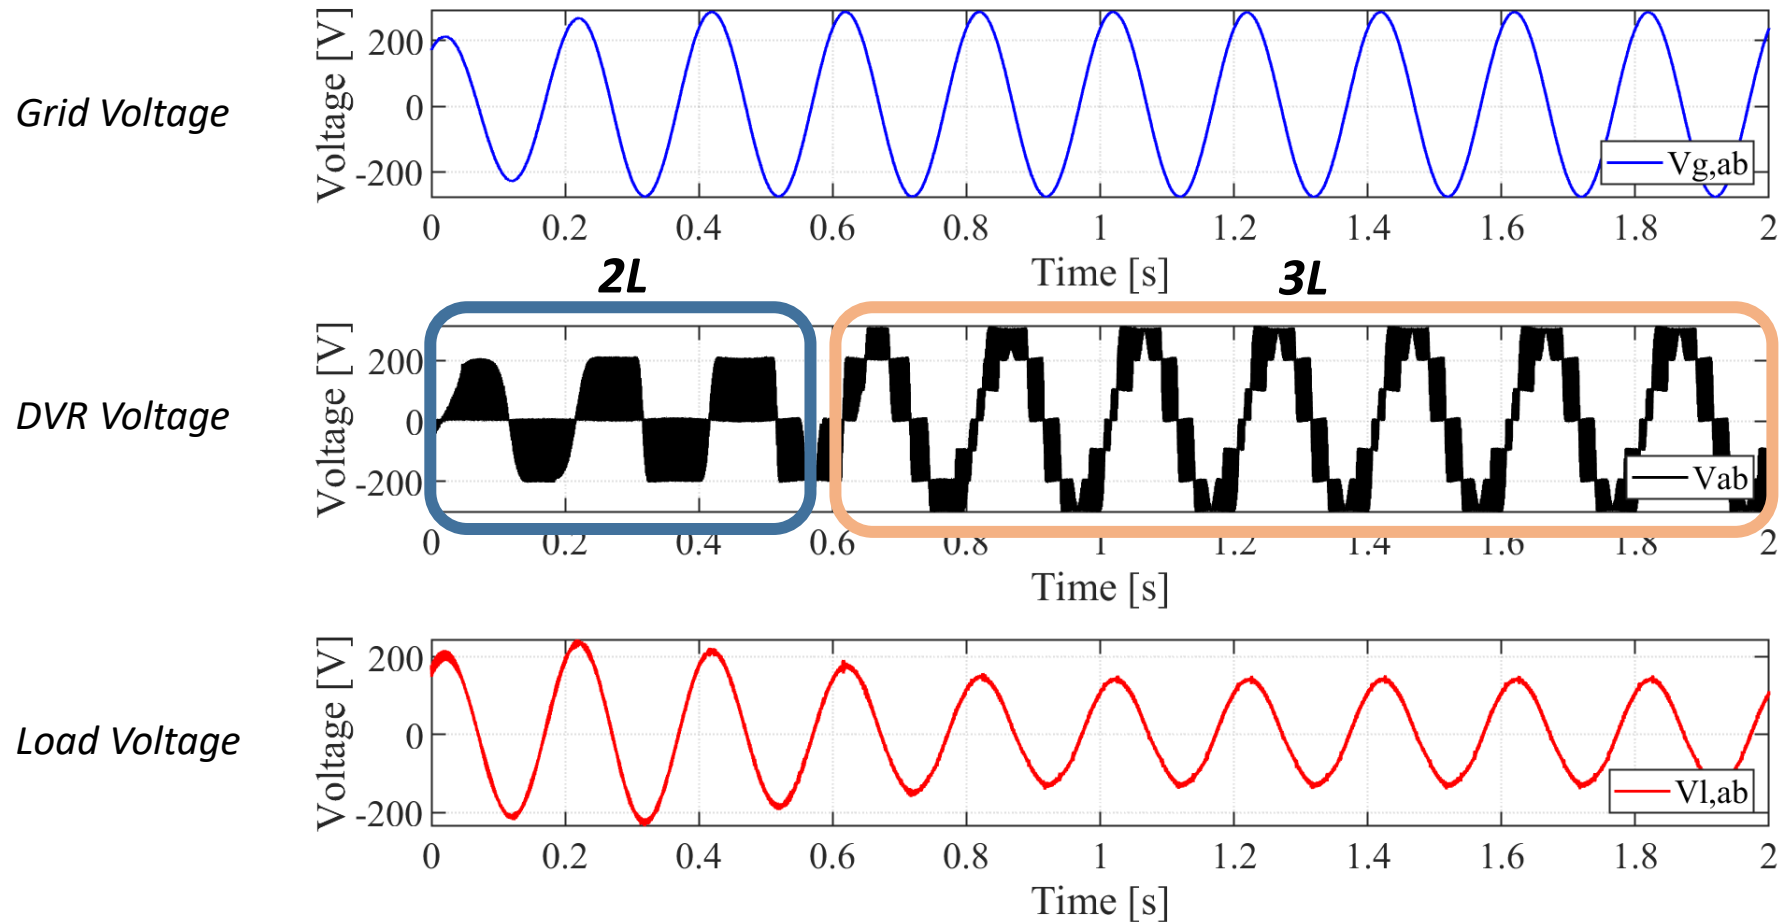 Grid Voltage
Voltage [V]
200
0
-200
Vg,ab
0 0.2 0.4 0.6 0.8 1 1.2 1.4 1.6 1.8 2
Time [s]
2L
3L
DVR Voltage
Voltage [V]
200
0
-200
Vab
0 0.2 0.4 0.6 0.8 1 1.2 1.4 1.6 1.8 2
Time [s]
Load Voltage
Voltage [V]
200
0
-200
Vl,ab
0 0.2 0.4 0.6 0.8 1 1.2 1.4 1.6 1.8 2
Time [s]